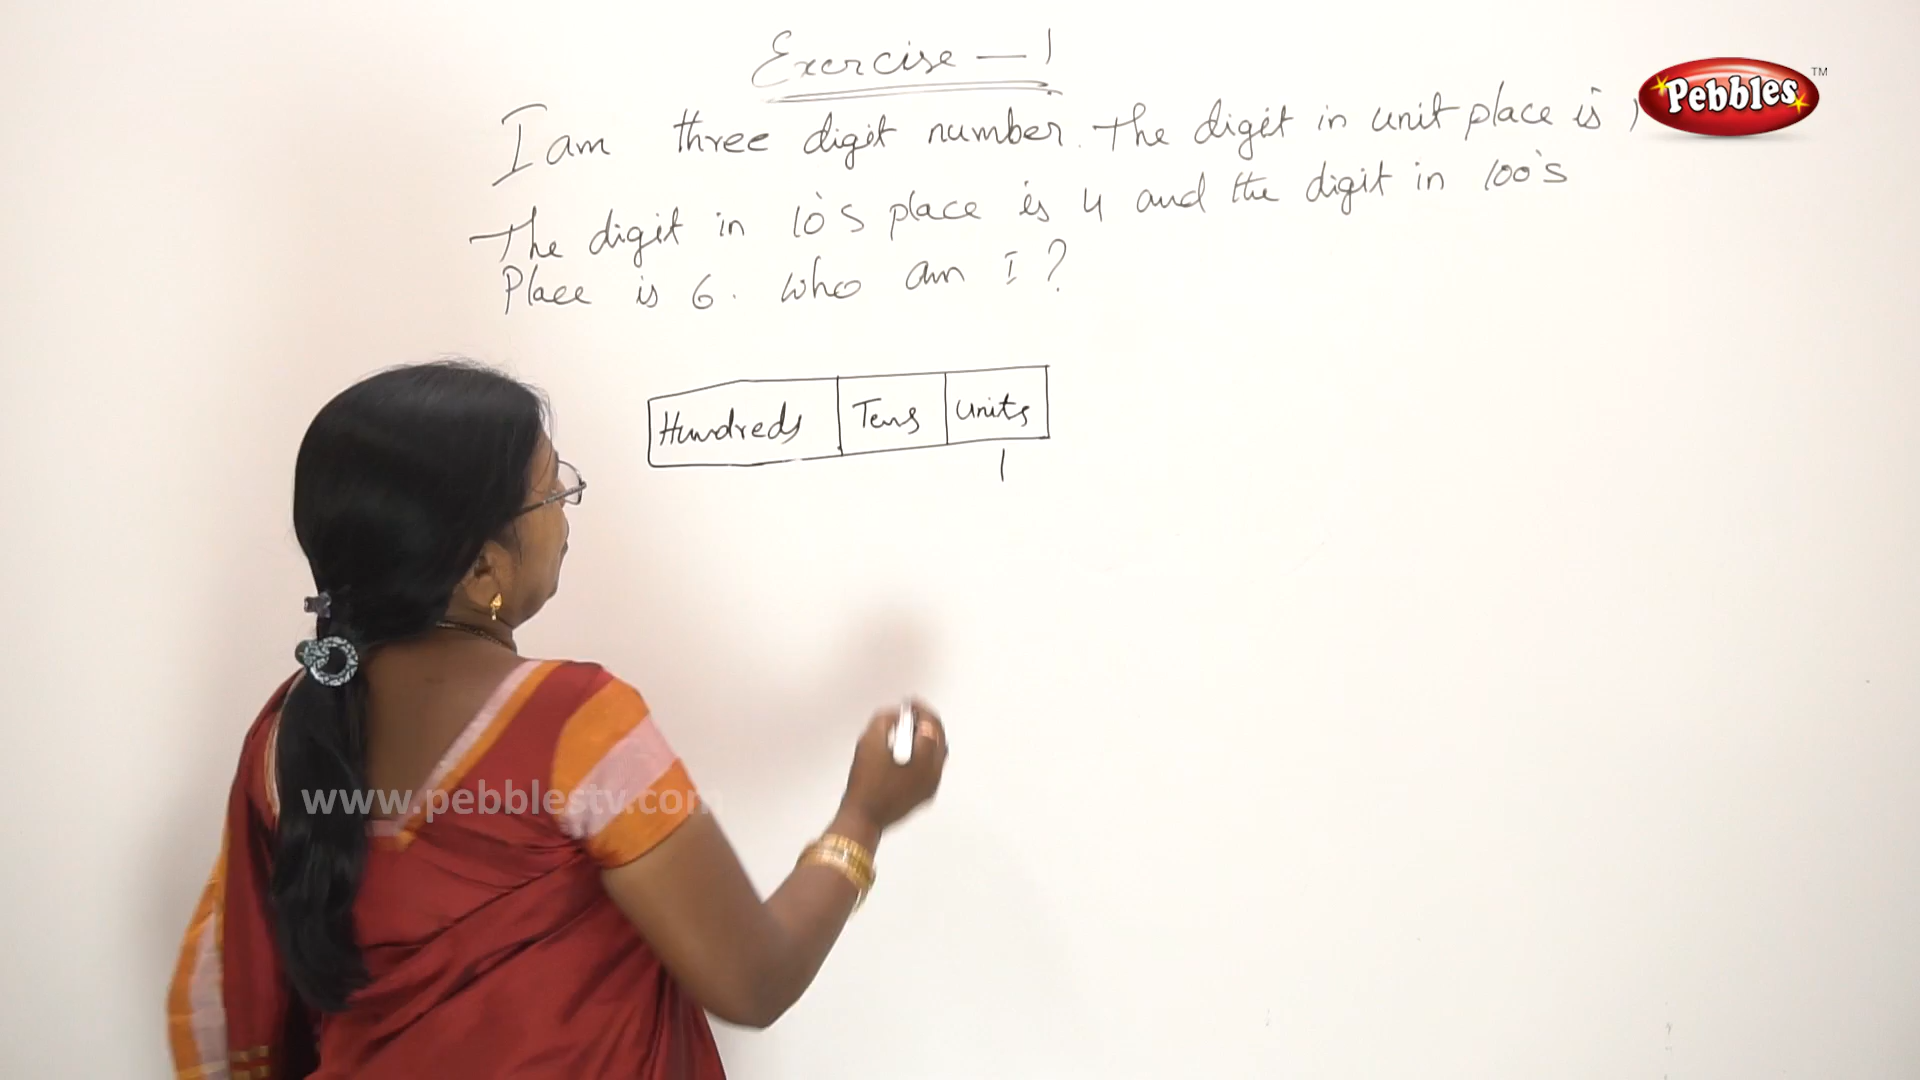 Exercise - 1
I am three digit number. The digit in unit place is 1
The digit in 10's place is 4 and the digit in 100's
Place is 6. Who am I?
Hundreds Tens Units
1
Pebbles TM
www.pebblestv.com